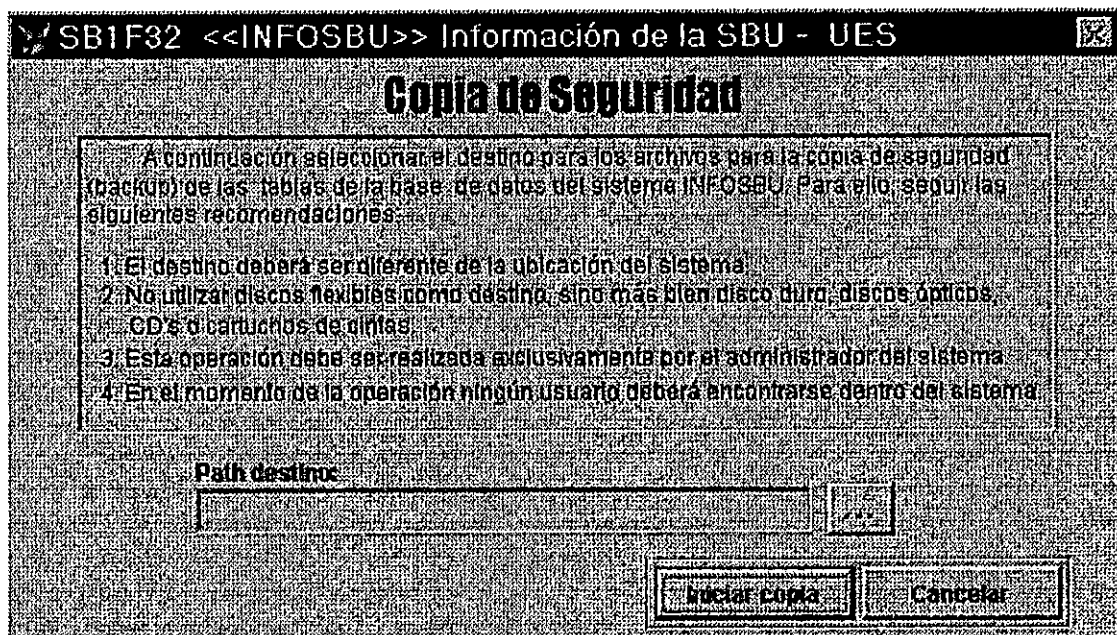 SB1F32 <<INFOSBU>> Información de la SBU - UES
Copia de Seguridad
A continuación seleccionar el destino para los archivos para la copia de seguridad
(backup) de las tablas de la base de datos del sistema INFOSBU. Para ello, seguir las
siguientes recomendaciones:
1. El destino deberá ser diferente de la ubicación del sistema.
2. No utilizar discos flexibles como destino, sino más bien disco duro, discos ópticos,
CD's o cartuchos de cintas.
3. Esta operación debe ser realizada exclusivamente por el administrador del sistema.
4. En el momento de la operación ningún usuario deberá encontrarse dentro del sistema.
Path destino:
...
Iniciar copia
Cancelar